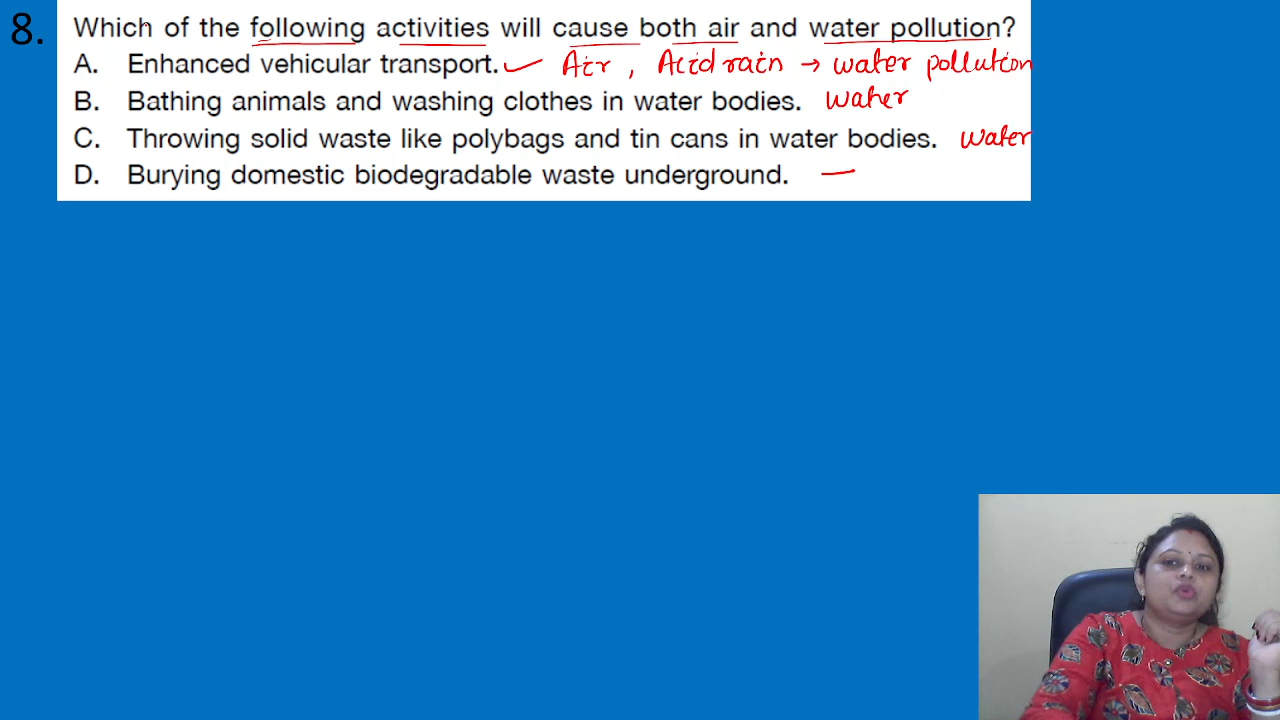 8. Which of the following activities will cause both air and water pollution?
A. Enhanced vehicular transport. ✓ Air, Acid rain → water pollution
B. Bathing animals and washing clothes in water bodies. water
C. Throwing solid waste like polybags and tin cans in water bodies. water
D. Burying domestic biodegradable waste underground. —